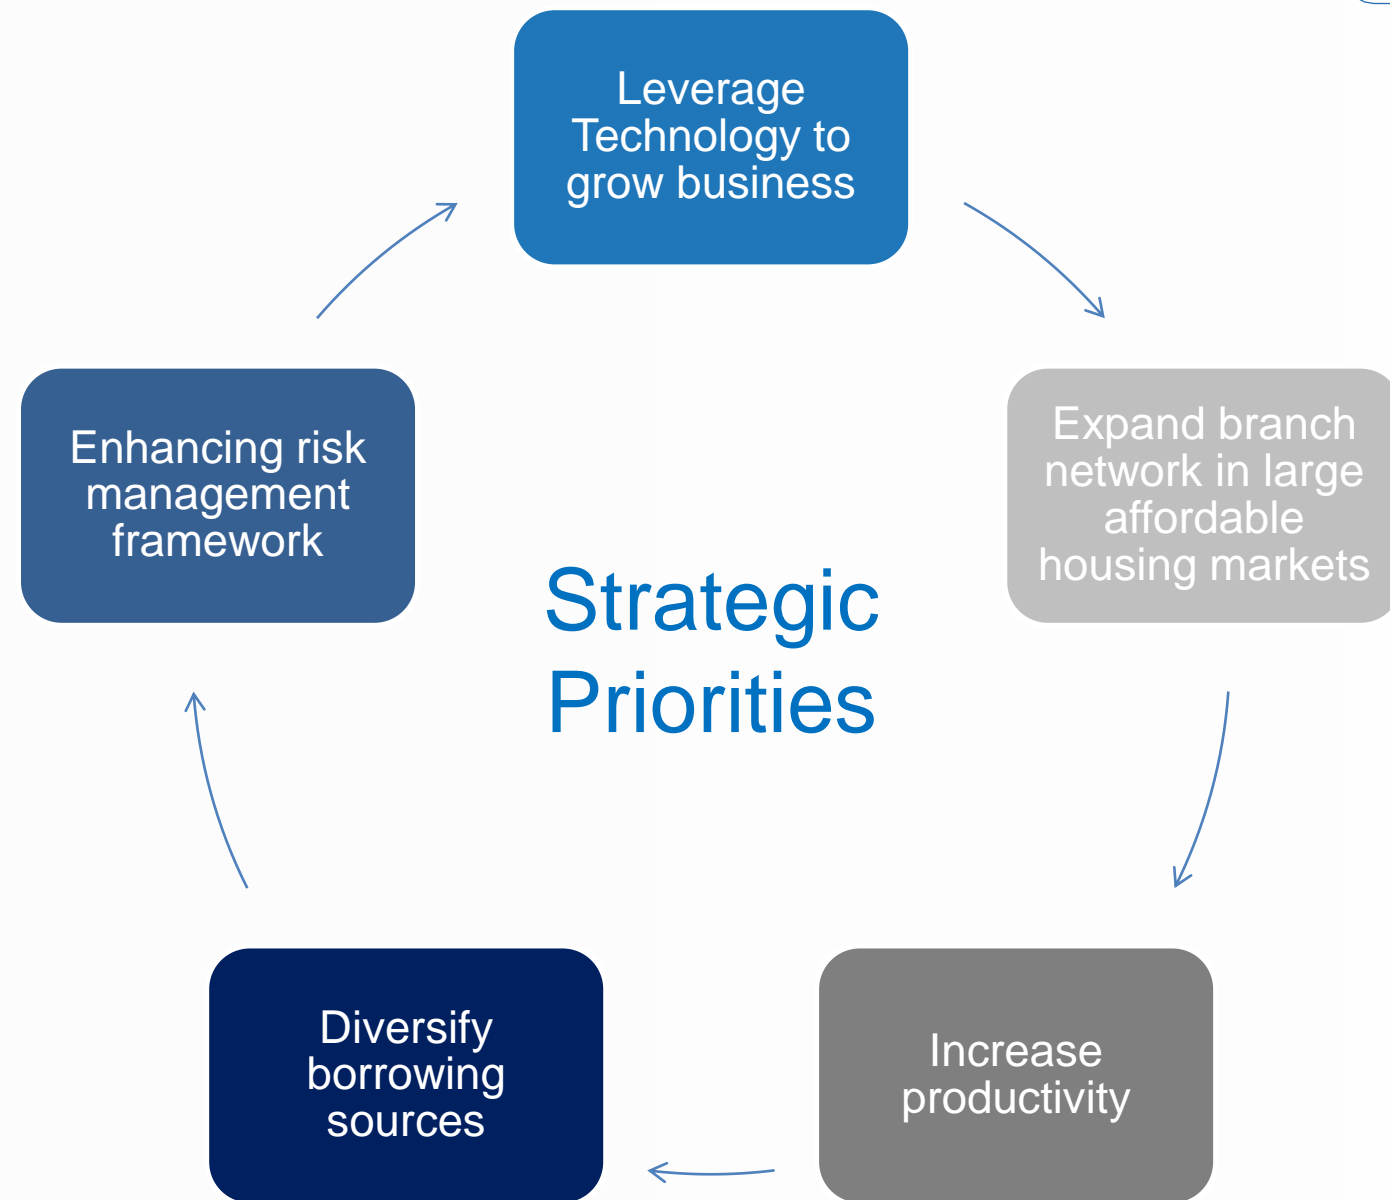 Leverage
Technology to
grow business
Expand branch
network in large
affordable
housing markets
Increase
productivity
Diversify
borrowing
sources
Enhancing risk
management
framework
Strategic
Priorities